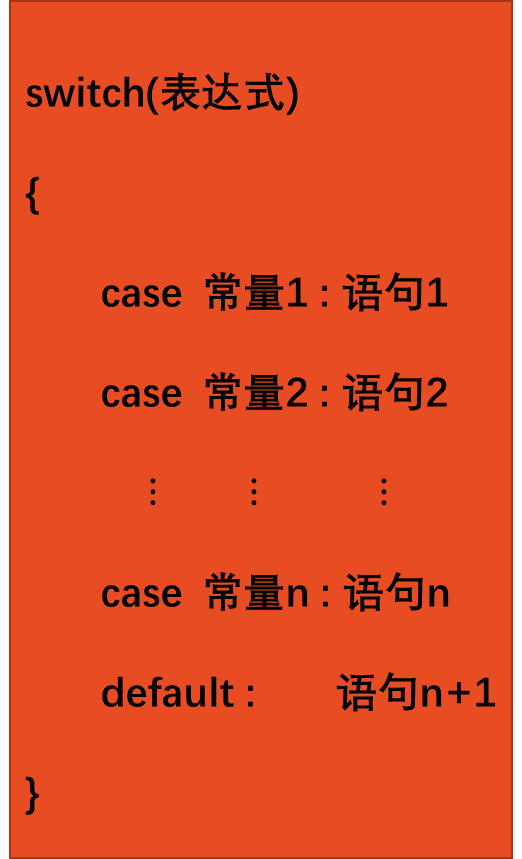 switch(表达式)
{
case 常量1 : 语句1
case 常量2 : 语句2
⋮ ⋮ ⋮
case 常量n : 语句n
default : 语句n+1
}